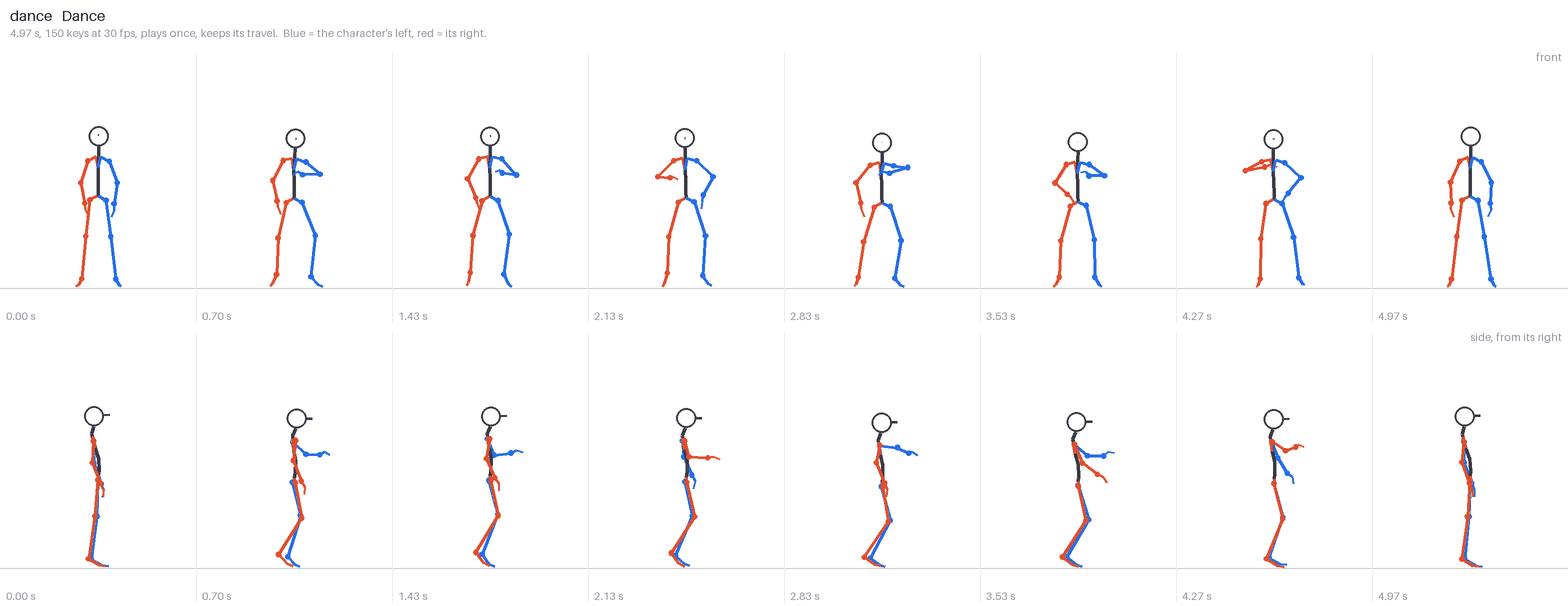 dance Dance
4.97 s, 150 keys at 30 fps, plays once, keeps its travel. Blue = the character's left, red = its right.
front
0.00 s 0.70 s 1.43 s 2.13 s 2.83 s 3.53 s 4.27 s 4.97 s
side, from its right
0.00 s 0.70 s 1.43 s 2.13 s 2.83 s 3.53 s 4.27 s 4.97 s